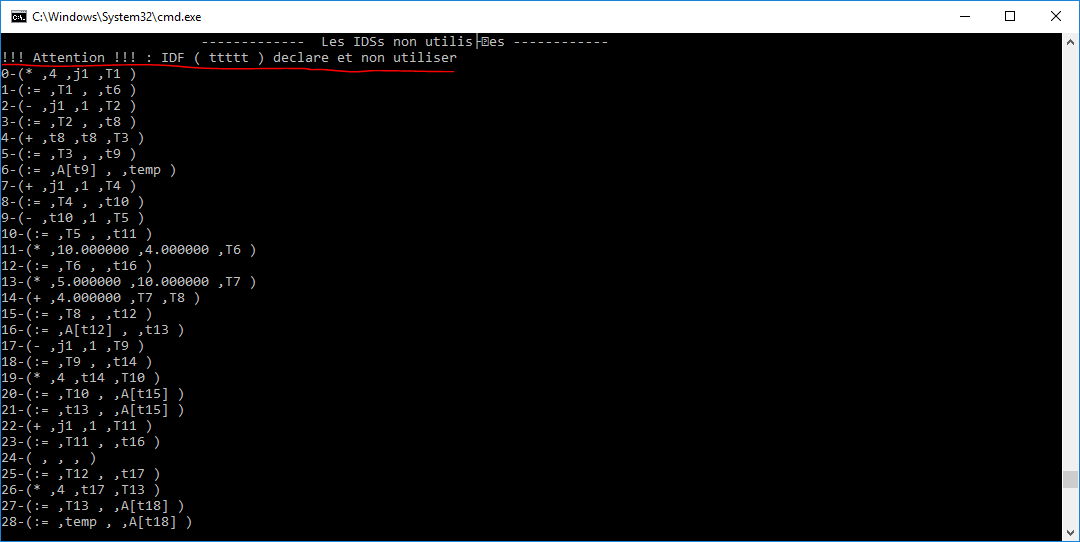 C:\Windows\System32\cmd.exe
------------- Les IDSs non utilis├�es ------------
!!! Attention !!! : IDF ( ttttt ) declare et non utiliser
0-(* ,4 ,j1 ,T1 )
1-(:= ,T1 , ,t6 )
2-(- ,j1 ,1 ,T2 )
3-(:= ,T2 , ,t8 )
4-(+ ,t8 ,t8 ,T3 )
5-(:= ,T3 , ,t9 )
6-(:= ,A[t9] , ,temp )
7-(+ ,j1 ,1 ,T4 )
8-(:= ,T4 , ,t10 )
9-(- ,t10 ,1 ,T5 )
10-(:= ,T5 , ,t11 )
11-(* ,10.000000 ,4.000000 ,T6 )
12-(:= ,T6 , ,t16 )
13-(* ,5.000000 ,10.000000 ,T7 )
14-(+ ,4.000000 ,T7 ,T8 )
15-(:= ,T8 , ,t12 )
16-(:= ,A[t12] , ,t13 )
17-(- ,j1 ,1 ,T9 )
18-(:= ,T9 , ,t14 )
19-(* ,4 ,t14 ,T10 )
20-(:= ,T10 , ,A[t15] )
21-(:= ,t13 , ,A[t15] )
22-(+ ,j1 ,1 ,T11 )
23-(:= ,T11 , ,t16 )
24-( , , , )
25-(:= ,T12 , ,t17 )
26-(* ,4 ,t17 ,T13 )
27-(:= ,T13 , ,A[t18] )
28-(:= ,temp , ,A[t18] )